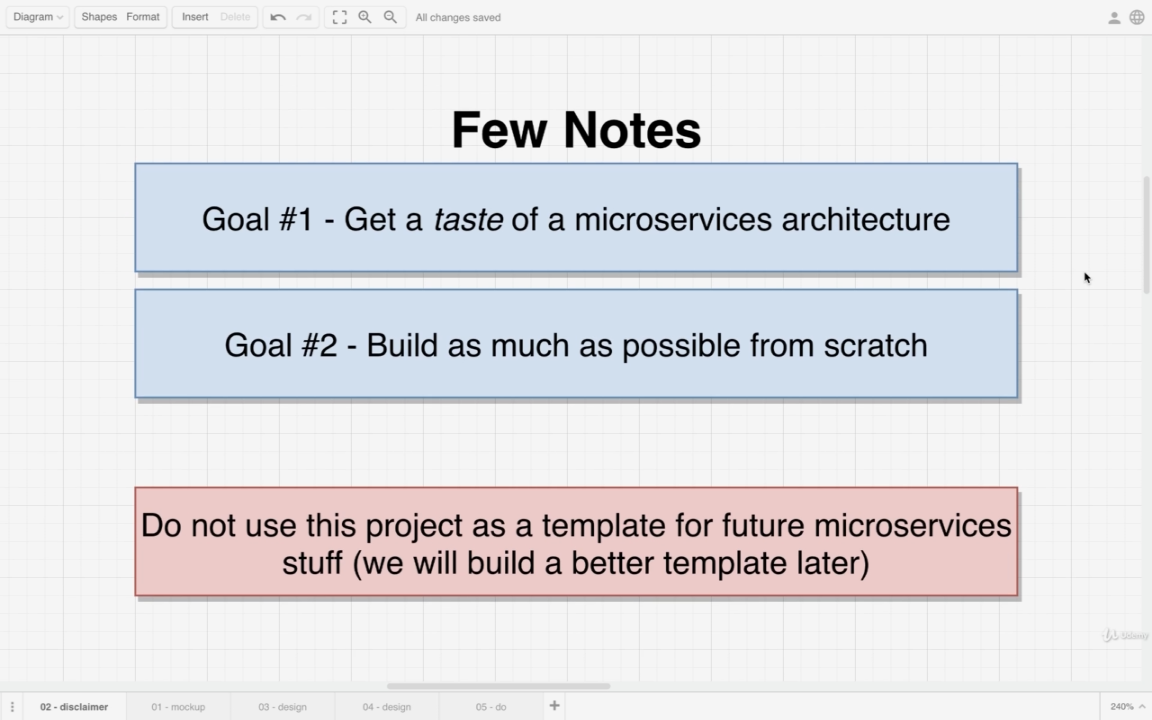 Diagram
Shapes Format
Insert Delete
All changes saved
Few Notes
Goal #1 - Get a taste of a microservices architecture
Goal #2 - Build as much as possible from scratch
Do not use this project as a template for future microservices
stuff (we will build a better template later)
Udemy
02 - disclaimer
01 - mockup
03 - design
04 - design
05 - do
240%